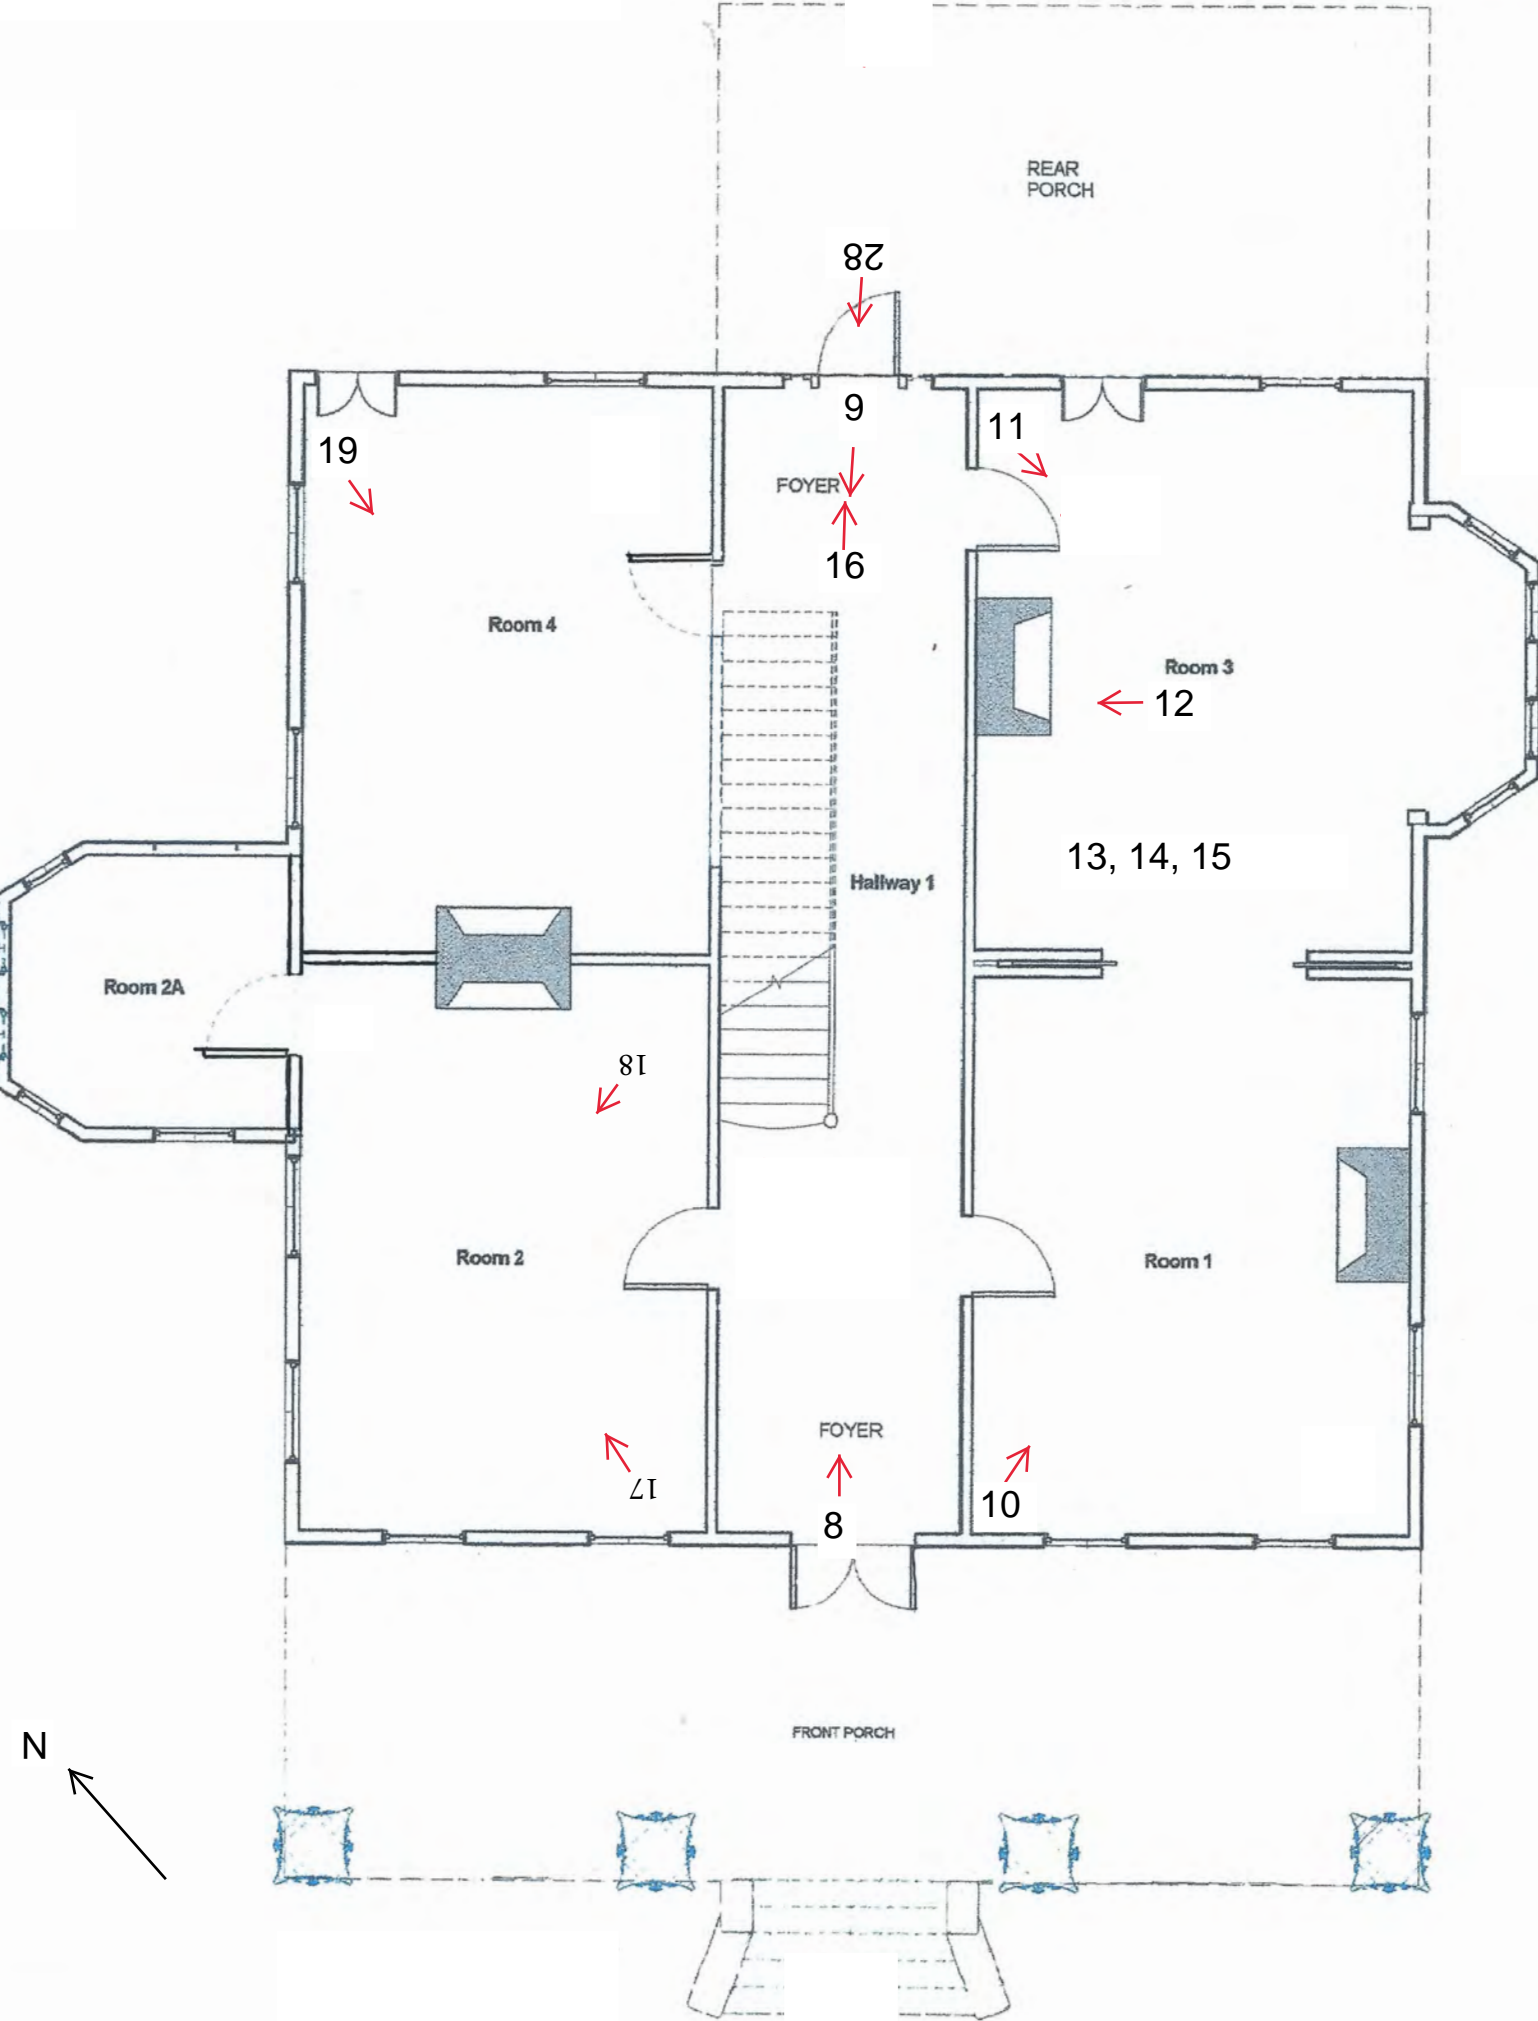 REAR
PORCH
28
9
11
19
FOYER
16
Room 4
Room 3
12
13, 14, 15
Hallway 1
Room 2A
18
Room 2
Room 1
FOYER
17
10
8
FRONT PORCH
N